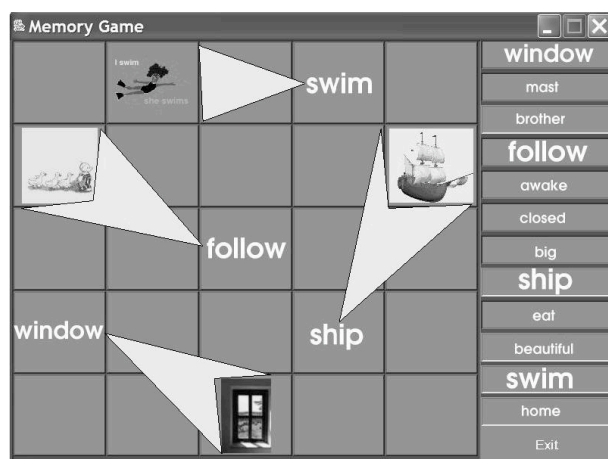 Memory Game
I swim
she swims
swim
follow
window
ship
window
mast
brother
follow
awake
closed
big
ship
eat
beautiful
swim
home
Exit